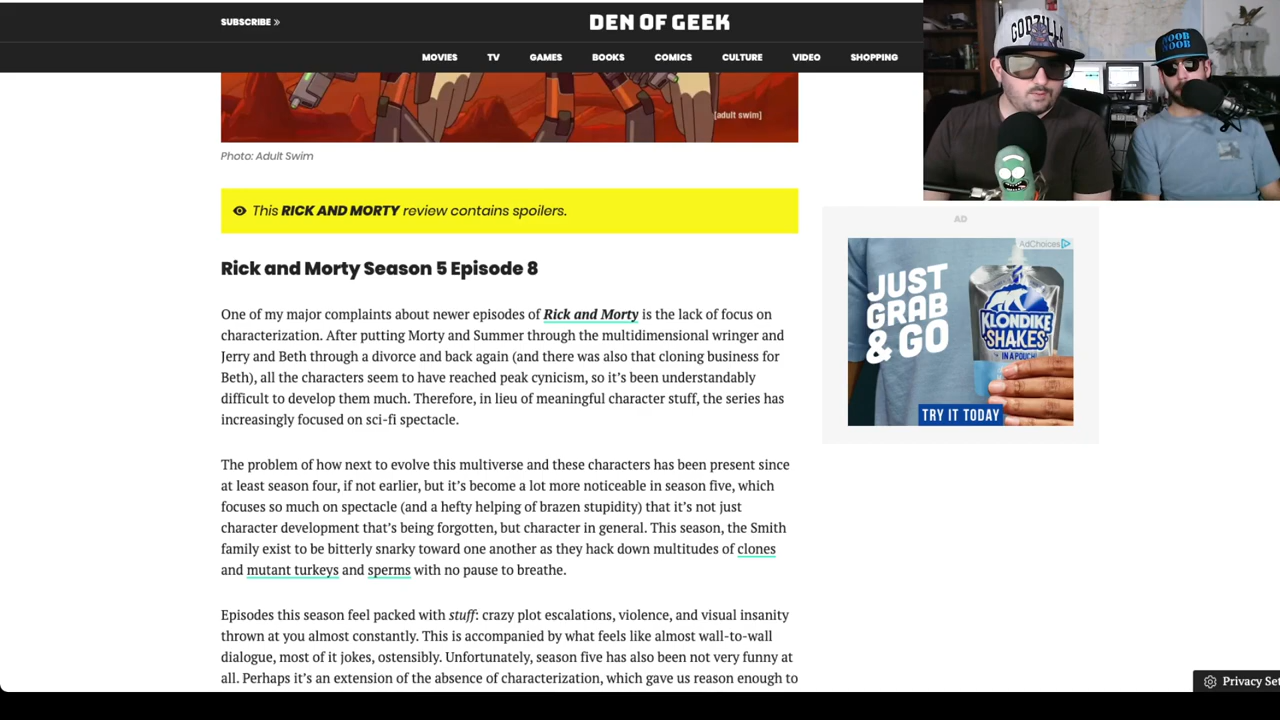 SUBSCRIBE »
DEN OF GEEK
MOVIES TV GAMES BOOKS COMICS CULTURE VIDEO SHOPPING
[adult swim]
Photo: Adult Swim
This RICK AND MORTY review contains spoilers.
Rick and Morty Season 5 Episode 8
One of my major complaints about newer episodes of Rick and Morty is the lack of focus on
characterization. After putting Morty and Summer through the multidimensional wringer and
Jerry and Beth through a divorce and back again (and there was also that cloning business for
Beth), all the characters seem to have reached peak cynicism, so it's been understandably
difficult to develop them much. Therefore, in lieu of meaningful character stuff, the series has
increasingly focused on sci-fi spectacle.
The problem of how next to evolve this multiverse and these characters has been present since
at least season four, if not earlier, but it's become a lot more noticeable in season five, which
focuses so much on spectacle (and a hefty helping of brazen stupidity) that it's not just
character development that's being forgotten, but character in general. This season, the Smith
family exist to be bitterly snarky toward one another as they hack down multitudes of clones
and mutant turkeys and sperms with no pause to breathe.
Episodes this season feel packed with stuff: crazy plot escalations, violence, and visual insanity
thrown at you almost constantly. This is accompanied by what feels like almost wall-to-wall
dialogue, most of it jokes, ostensibly. Unfortunately, season five has also been not very funny at
all. Perhaps it's an extension of the absence of characterization, which gave us reason enough to
GODZILLA
NOOB
NOOB
AD
AdChoices
JUST
GRAB
& GO
KLONDIKE
SHAKES
IN A POUCH
TRY IT TODAY
Privacy Set